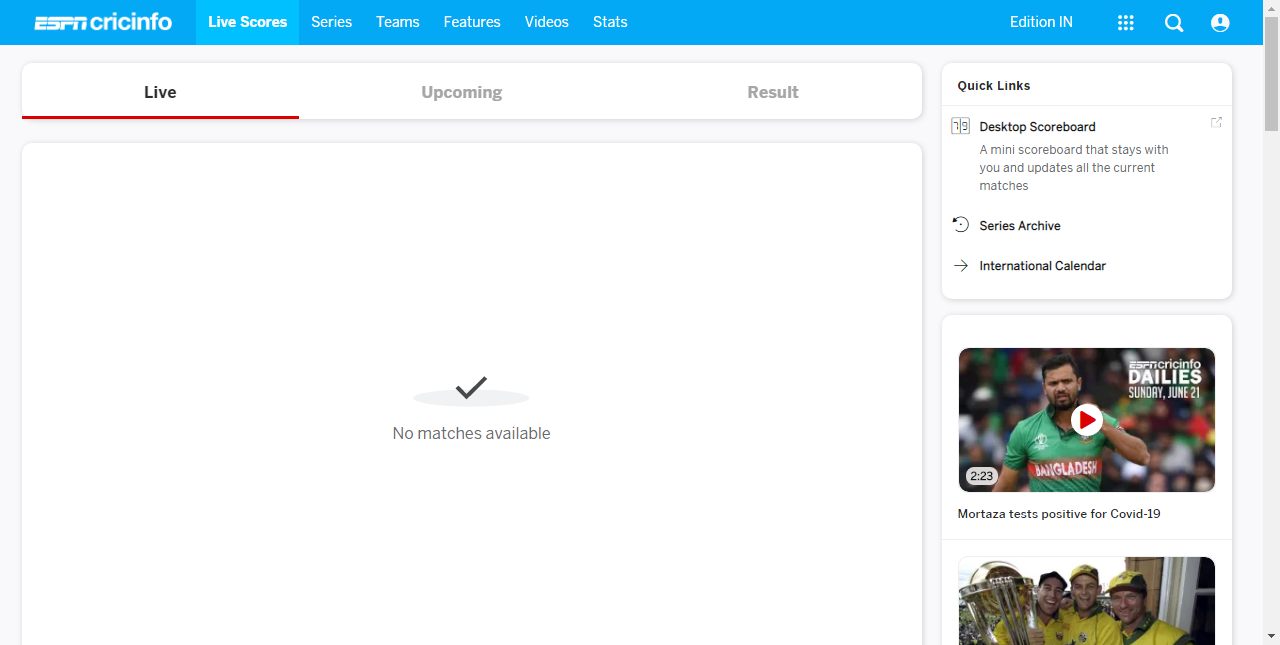 ESPN cricinfo Live Scores Series Teams Features Videos Stats Edition IN
Live Upcoming Result
No matches available
Quick Links
Desktop Scoreboard
A mini scoreboard that stays with
you and updates all the current
matches
Series Archive
International Calendar
ESPN cricinfo
DAILIES
SUNDAY, JUNE 21
BANGLADESH
2:23
Mortaza tests positive for Covid-19